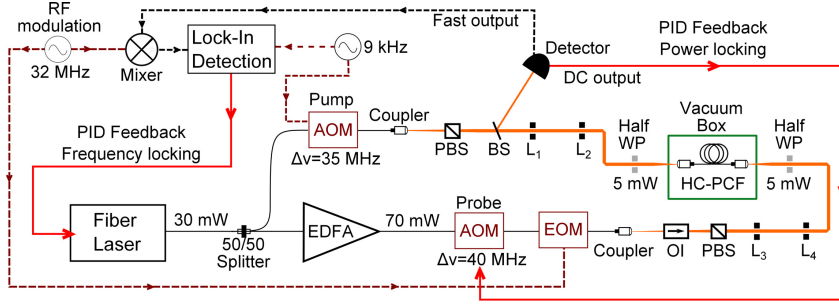 RF
modulation
32 MHz
Mixer
Lock-In
Detection
9 kHz
Fast output
Detector
DC output
PID Feedback
Power locking
Pump
AOM
Δν=35 MHz
Coupler
PBS
BS
L1
L2
Half
WP
5 mW
Vacuum
Box
HC-PCF
Half
WP
5 mW
PID Feedback
Frequency locking
Fiber
Laser
30 mW
50/50
Splitter
EDFA
70 mW
Probe
AOM
Δν=40 MHz
EOM
Coupler
OI
PBS
L3
L4